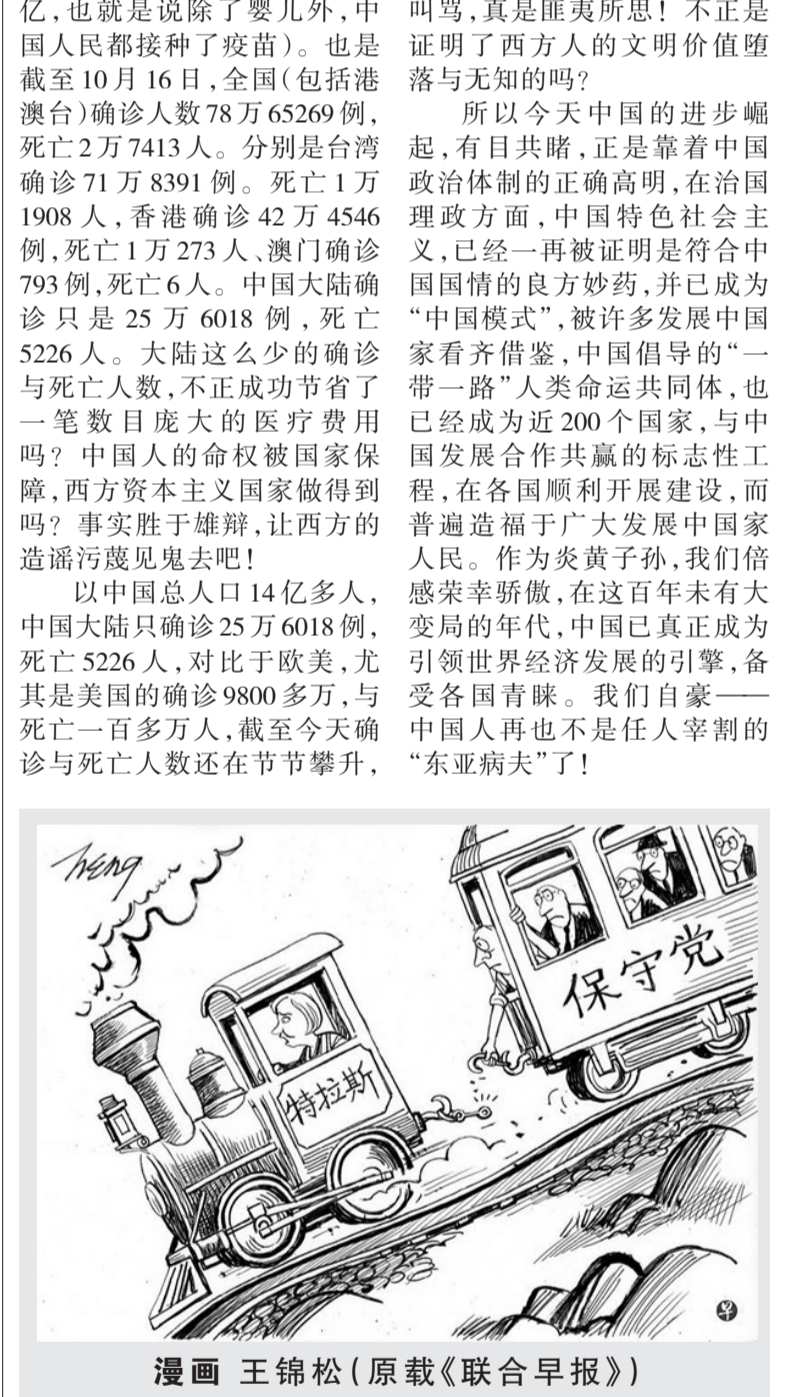 亿，也就是说除了婴儿外，中
国人民都接种了疫苗）。也是
截至10月16日，全国（包括港
澳台）确诊人数78万65269例，
死亡2万7413人。分别是台湾
确诊71万8391例。死亡1万
1908人，香港确诊42万4546
例，死亡1万273人、澳门确诊
793例，死亡6人。中国大陆确
诊只是25万6018例，死亡
5226人。大陆这么少的确诊
与死亡人数，不正成功节省了
一笔数目庞大的医疗费用
吗？中国人的命权被国家保
障，西方资本主义国家做得到
吗？事实胜于雄辩，让西方的
造谣污蔑见鬼去吧！
以中国总人口14亿多人，
中国大陆只确诊25万6018例，
死亡5226人，对比于欧美，尤
其是美国的确诊9800多万，与
死亡一百多万人，截至今天确
诊与死亡人数还在节节攀升，
叫骂，真是匪夷所思！不正是
证明了西方人的文明价值堕
落与无知的吗？
所以今天中国的进步崛
起，有目共睹，正是靠着中国
政治体制的正确高明，在治国
理政方面，中国特色社会主
义，已经一再被证明是符合中
国国情的良方妙药，并已成为
“中国模式”，被许多发展中国
家看齐借鉴，中国倡导的“一
带一路”人类命运共同体，也
已经成为近200个国家，与中
国发展合作共赢的标志性工
程，在各国顺利开展建设，而
普遍造福于广大发展中国家
人民。作为炎黄子孙，我们倍
感荣幸骄傲，在这百年未有大
变局的年代，中国已真正成为
引领世界经济发展的引擎，备
受各国青睐。我们自豪——
中国人再也不是任人宰割的
“东亚病夫”了！
heng
保守党
特拉斯
早
漫画 王锦松（原载《联合早报》）